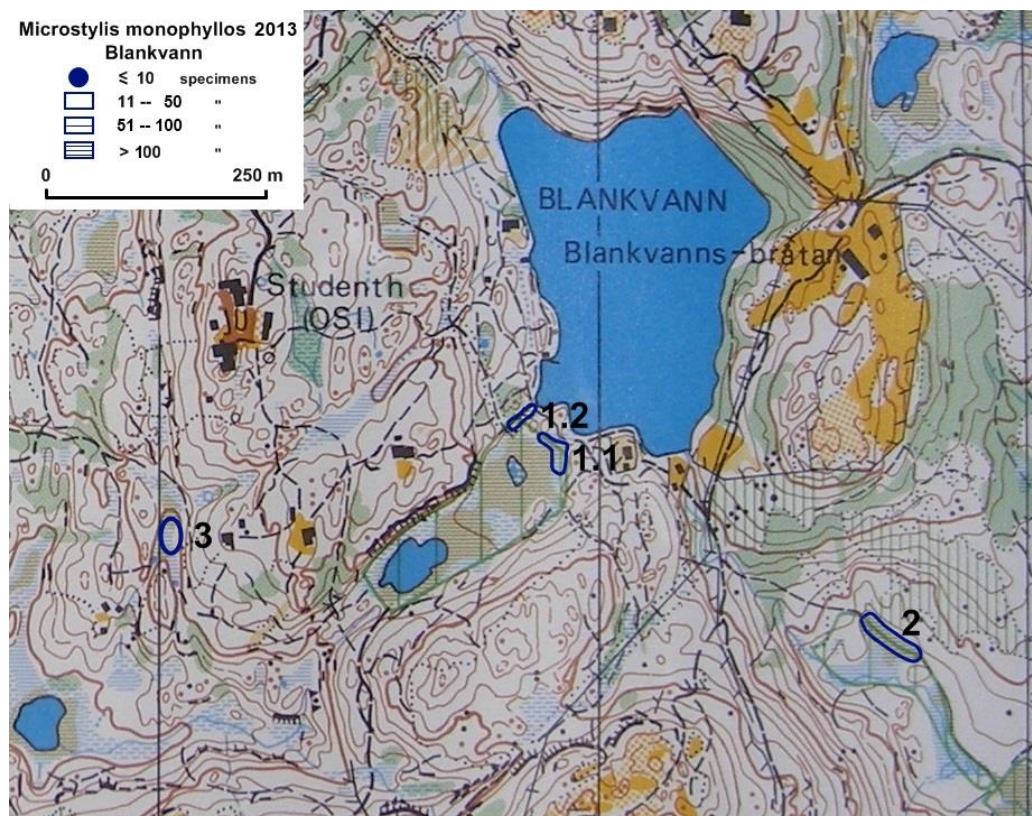 Microstylis monophyllos 2013
Blankvann
≤ 10 specimens
11 -- 50 "
51 -- 100 "
> 100 "
0 250 m
BLANKVANN
Blankvanns-bråtan
Studenth
(OSI)
1.2
1.1
3
2